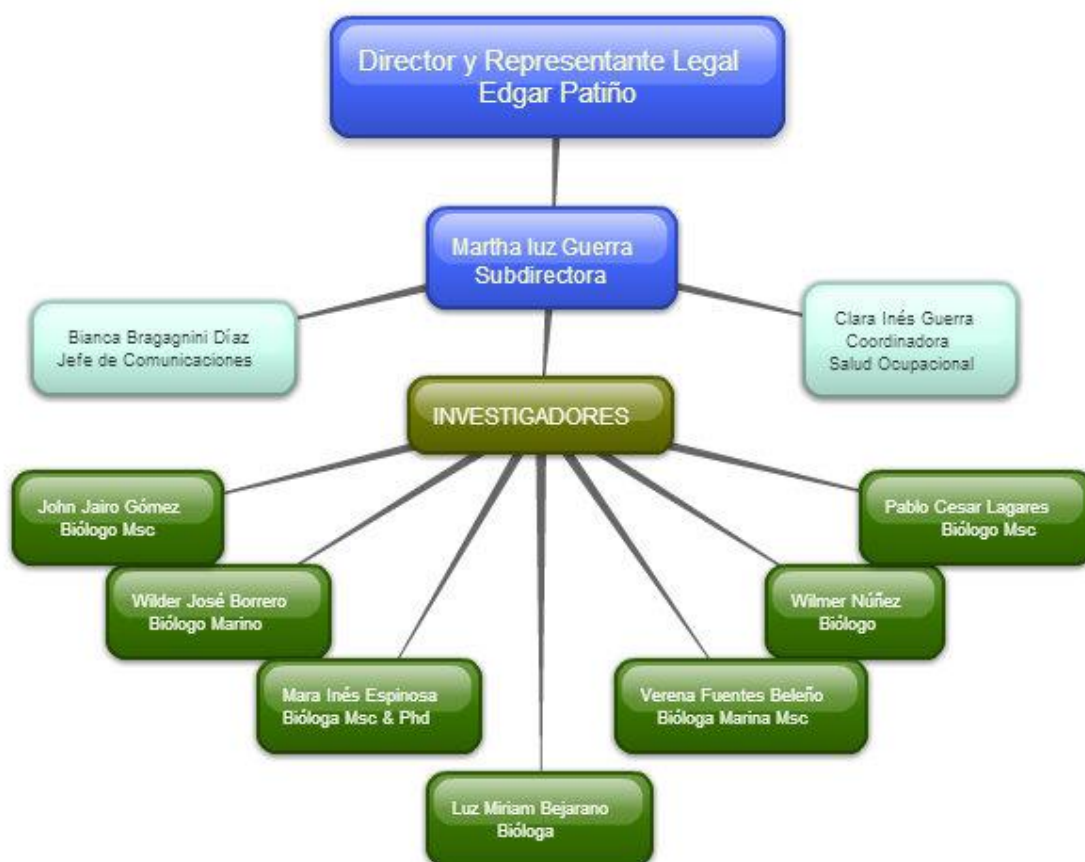 Director y Representante Legal
Edgar Patiño
Martha luz Guerra
Subdirectora
Bianca Bragagnini Díaz
Jefe de Comunicaciones
Clara Inés Guerra
Coordinadora
Salud Ocupacional
INVESTIGADORES
John Jairo Gómez
Biólogo Msc
Pablo Cesar Lagares
Biólogo Msc
Wilder José Borrero
Biólogo Marino
Wilmer Núñez
Biólogo
Mara Inés Espinosa
Bióloga Msc & Phd
Verena Fuentes Beleño
Bióloga Marina Msc
Luz Miriam Bejarano
Bióloga